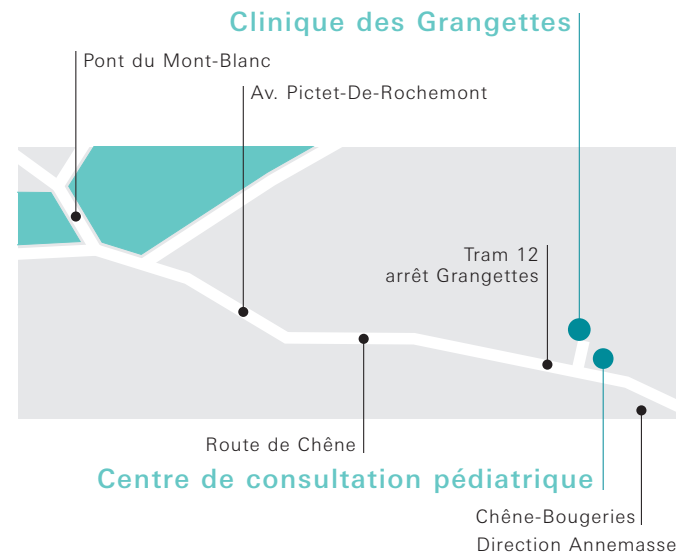 Clinique des Grangettes
Pont du Mont-Blanc
Av. Pictet-De-Rochemont
Tram 12
arrêt Grangettes
Route de Chêne
Centre de consultation pédiatrique
Chêne-Bougeries
Direction Annemasse